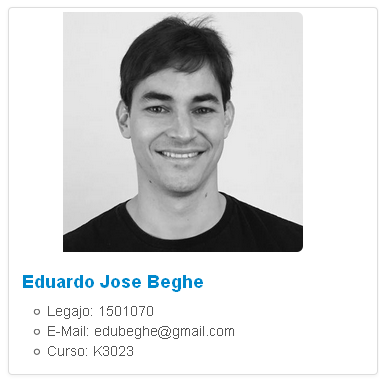 Eduardo Jose Beghe
Legajo: 1501070
E-Mail: edubeghe@gmail.com
Curso: K3023